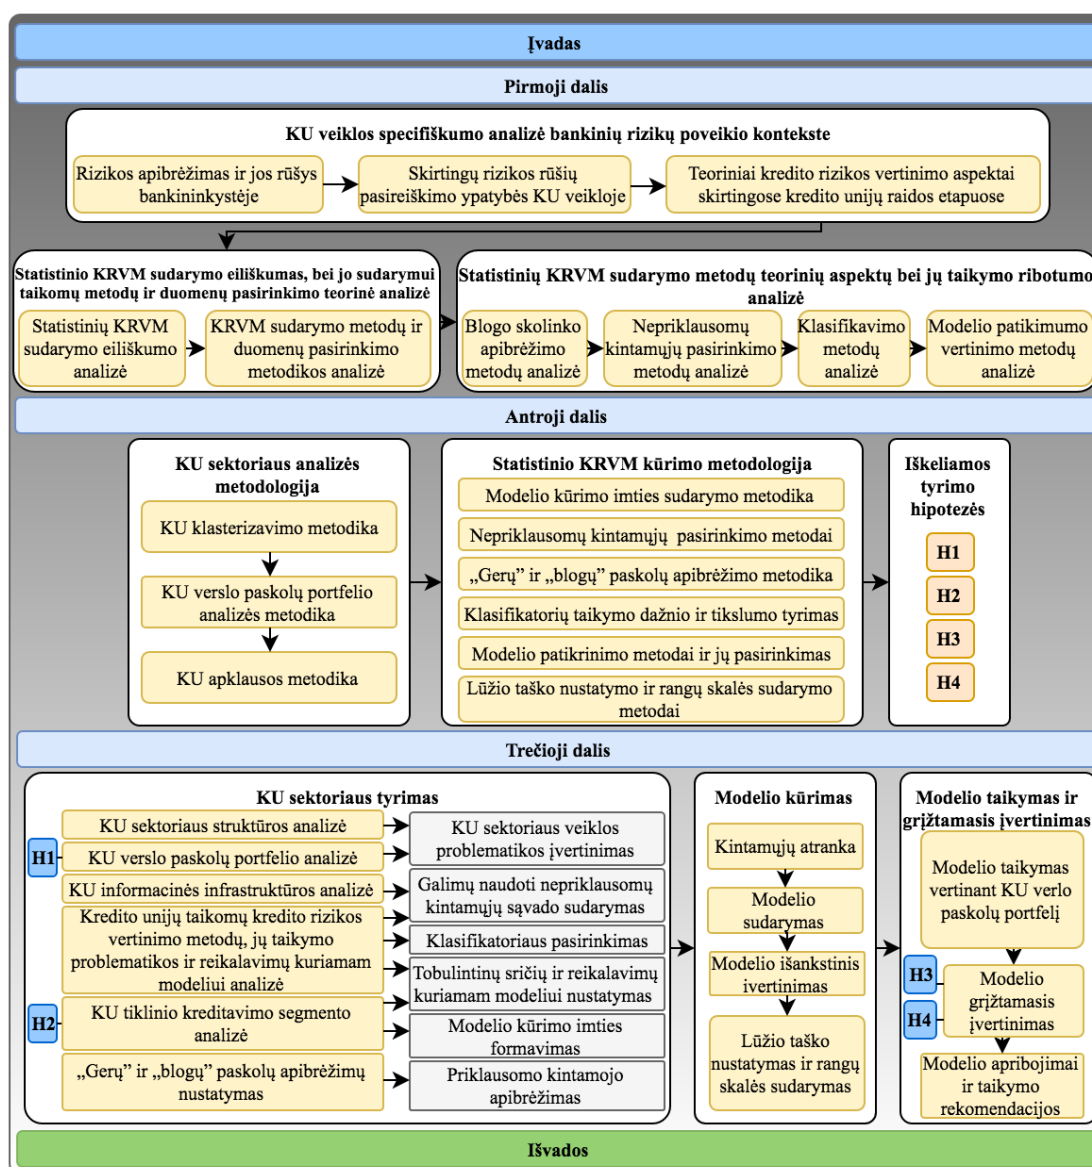 Įvadas
Pirmoji dalis
KU veiklos specifiškumo analizė bankinių rizikų poveikio kontekste
Rizikos apibrėžimas ir jos rūšys
bankininkystėje
Skirtingų rizikos rūšių
pasireiškimo ypatybės KU veikloje
Teoriniai kredito rizikos vertinimo aspektai
skirtingose kredito unijų raidos etapuose
Statistinio KRVM sudarymo eiliškumas, bei jo sudarymui
taikomų metodų ir duomenų pasirinkimo teorinė analizė
Statistinių KRVM
sudarymo eiliškumo
analizė
KRVM sudarymo metodų ir
duomenų pasirinkimo
metodikos analizė
Statistinių KRVM sudarymo metodų teorinių aspektų bei jų taikymo ribotumo
analizė
Blogo skolinko
apibrėžimo
metodų analizė
Nepriklausomų
kintamųjų pasirinkimo
metodų analizė
Klasifikavimo
metodų
analizė
Modelio patikimumo
vertinimo metodų
analizė
Antroji dalis
KU sektoriaus analizės
metodologija
KU klasterizavimo metodika
KU verslo paskolų portfelio
analizės metodika
KU apklausos metodika
Statistinio KRVM kūrimo metodologija
Modelio kūrimo imties sudarymo metodika
Nepriklausomų kintamųjų pasirinkimo metodai
„Gerų” ir „blogų” paskolų apibrėžimo metodika
Klasifikatorių taikymo dažnio ir tikslumo tyrimas
Modelio patikrinimo metodai ir jų pasirinkimas
Lūžio taško nustatymo ir rangų skalės sudarymo
metodai
Iškeliamos
tyrimo
hipotezės
H1
H2
H3
H4
Trečioji dalis
KU sektoriaus tyrimas
KU sektoriaus struktūros analizė
H1
KU verslo paskolų portfelio analizė
KU informacinės infrastruktūros analizė
Kredito unijų taikomų kredito rizikos
vertinimo metodų, jų taikymo
problematikos ir reikalavimų kuriamam
modeliui analizė
H2
KU tiklinio kreditavimo segmento
analizė
„Gerų” ir „blogų” paskolų apibrėžimų
nustatymas
KU sektoriaus veiklos
problematikos įvertinimas
Galimų naudoti nepriklausomų
kintamųjų sąvado sudarymas
Klasifikatoriaus pasirinkimas
Tobulintinų sričių ir reikalavimų
kuriamam modeliui nustatymas
Modelio kūrimo imties
formavimas
Priklausomo kintamojo
apibrėžimas
Modelio kūrimas
Kintamųjų atranka
Modelio
sudarymas
Modelio išankstinis
ivertinimas
Lūžio taško
nustatymas ir rangų
skalės sudarymas
Modelio taikymas ir
grįžtamasis įvertinimas
Modelio taikymas
vertinant KU verlo
paskolų portfelį
H3
H4
Modelio
grįžtamasis
įvertinimas
Modelio apribojimai
ir taikymo
rekomendacijos
Išvados